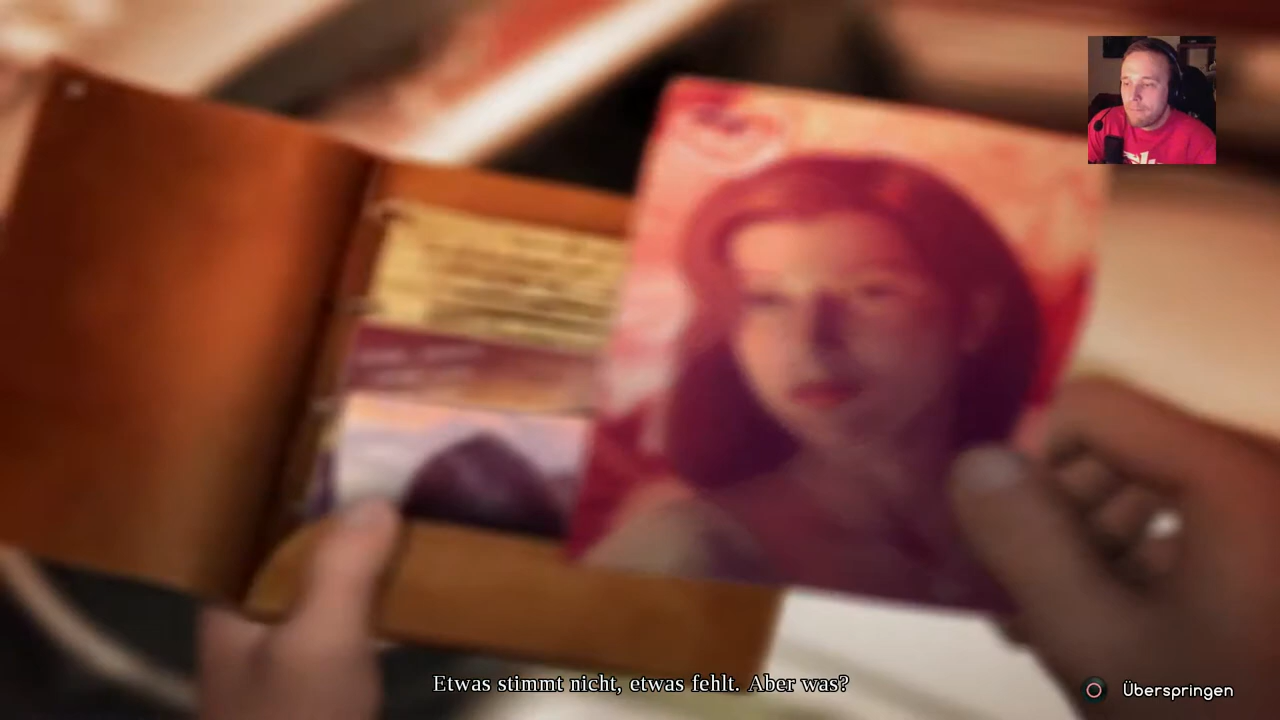 Etwas stimmt nicht, etwas fehlt. Aber was?
Überspringen